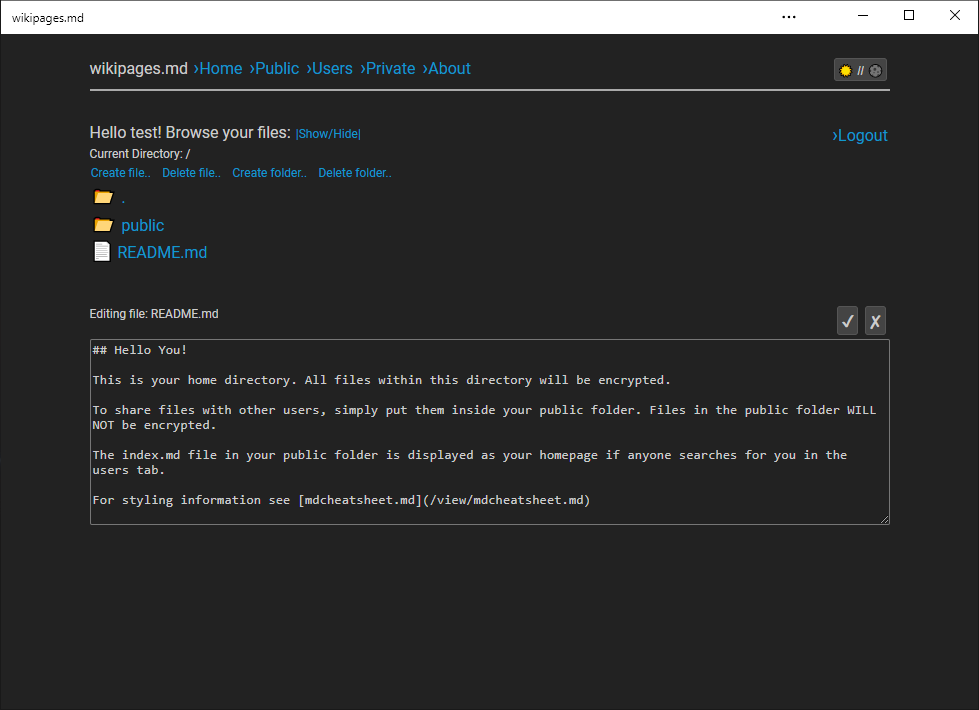 wikipages.md
wikipages.md ›Home ›Public ›Users ›Private ›About
//
Hello test! Browse your files: |Show/Hide|
›Logout
Current Directory: /
Create file.. Delete file.. Create folder.. Delete folder..
.
public
README.md
Editing file: README.md
✓ ✗
## Hello You!
This is your home directory. All files within this directory will be encrypted.
To share files with other users, simply put them inside your public folder. Files in the public folder WILL
NOT be encrypted.
The index.md file in your public folder is displayed as your homepage if anyone searches for you in the
users tab.
For styling information see [mdcheatsheet.md](/view/mdcheatsheet.md)